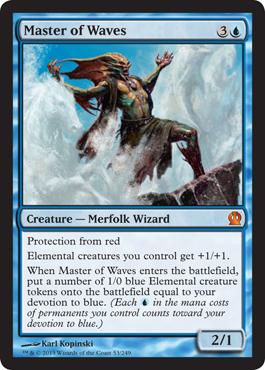 Master of Waves 3
Creature — Merfolk Wizard
Protection from red
Elemental creatures you control get +1/+1.
When Master of Waves enters the battlefield,
put a number of 1/0 blue Elemental creature
tokens onto the battlefield equal to your
devotion to blue. (Each in the mana costs
of permanents you control counts toward your
devotion to blue.)
Karl Kopinski
™ & © 2013 Wizards of the Coast 53/249
2/1